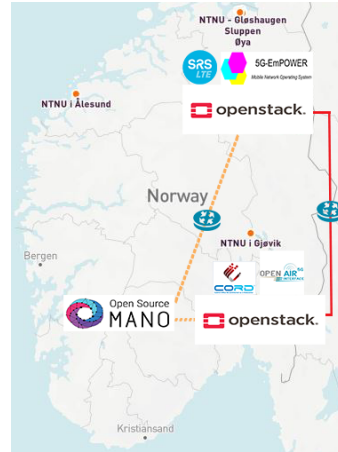 NTNU - Gløshaugen
Sluppen
Øya
SRS
LTE
5G-EmPOWER
Mobile Network Operating System
openstack.
NTNU i Ålesund
Norway
NTNU i Gjøvik
Bergen
CORD
OPEN AIR
INTERFACE
Open Source
MANO
openstack.
Kristiansand